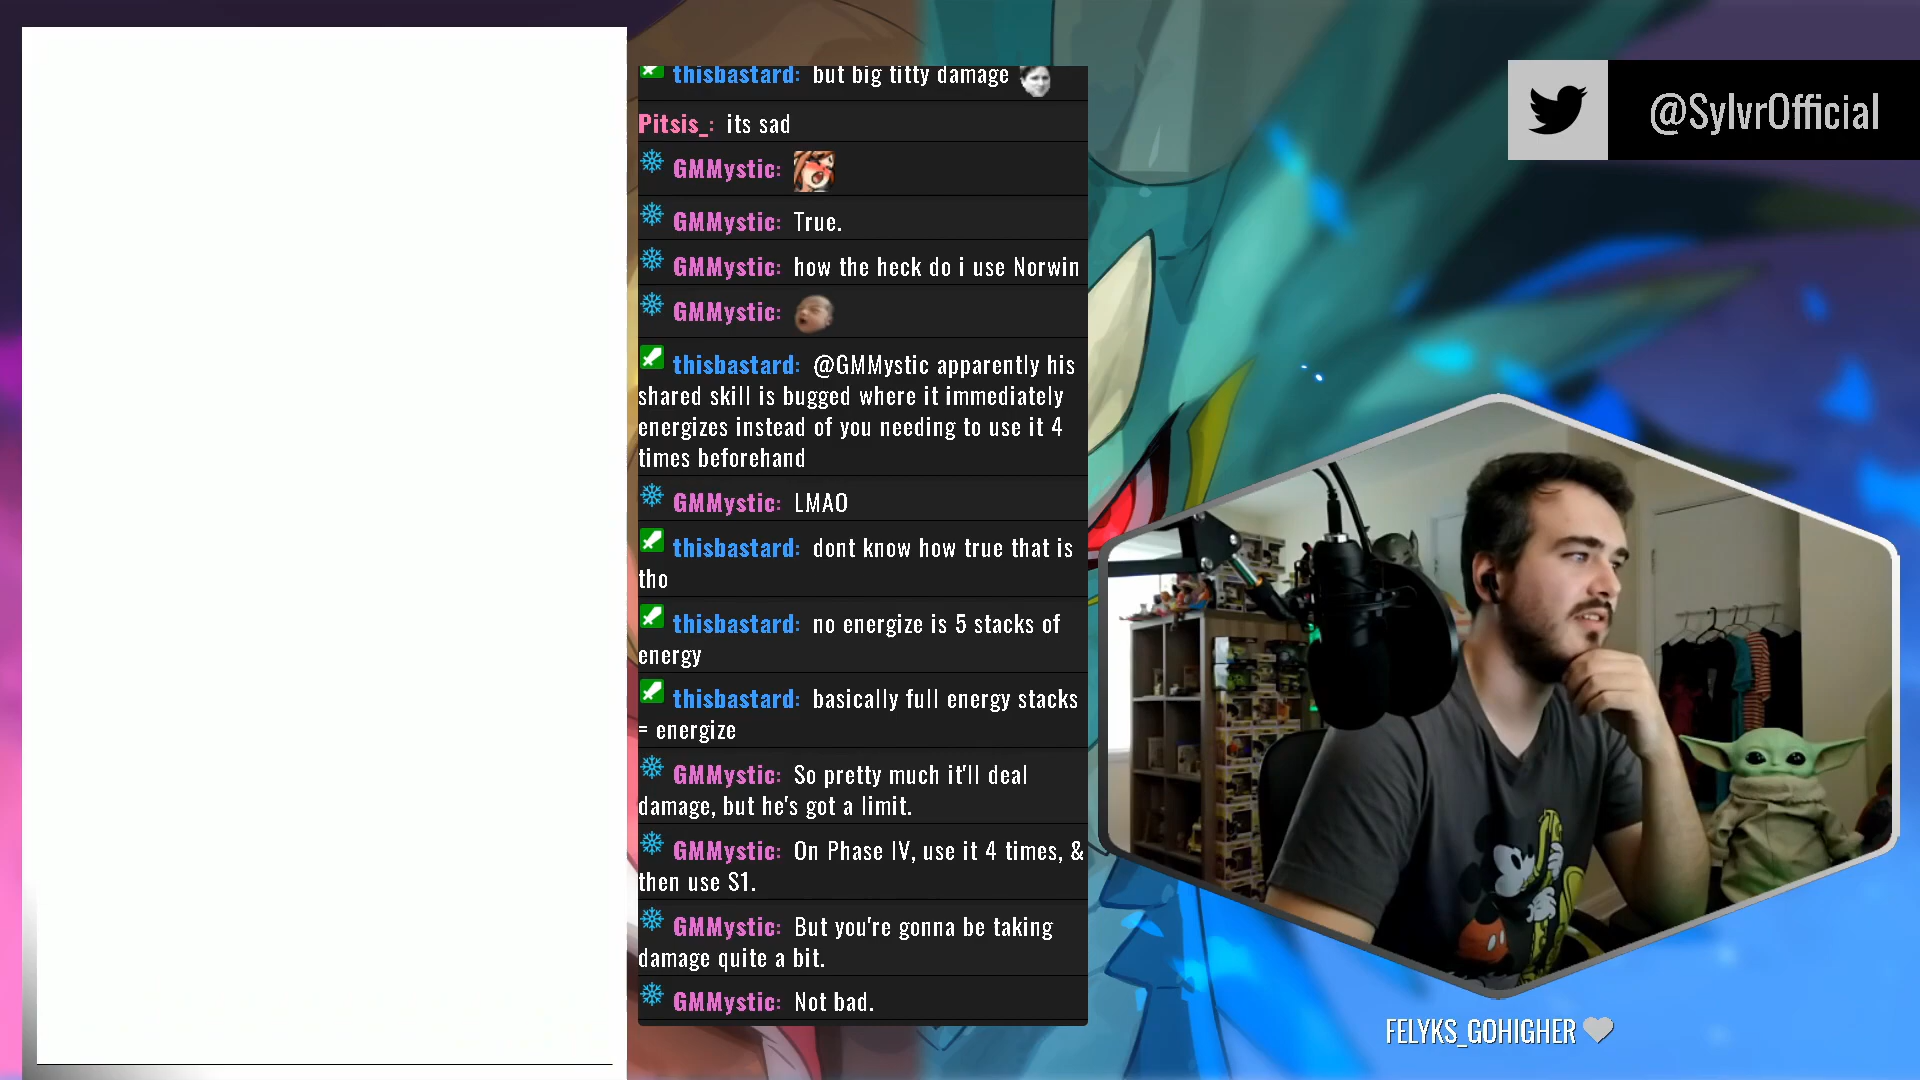 thisbastard: but big titty damage
Pitsis_: its sad
GMMystic:
GMMystic: True.
GMMystic: how the heck do i use Norwin
GMMystic:
thisbastard: @GMMystic apparently his
shared skill is bugged where it immediately
energizes instead of you needing to use it 4
times beforehand
GMMystic: LMAO
thisbastard: dont know how true that is
tho
thisbastard: no energize is 5 stacks of
energy
thisbastard: basically full energy stacks
= energize
GMMystic: So pretty much it'll deal
damage, but he's got a limit.
GMMystic: On Phase IV, use it 4 times, &
then use S1.
GMMystic: But you're gonna be taking
damage quite a bit.
GMMystic: Not bad.
@SylvrOfficial
FELYKS_GOHIGHER